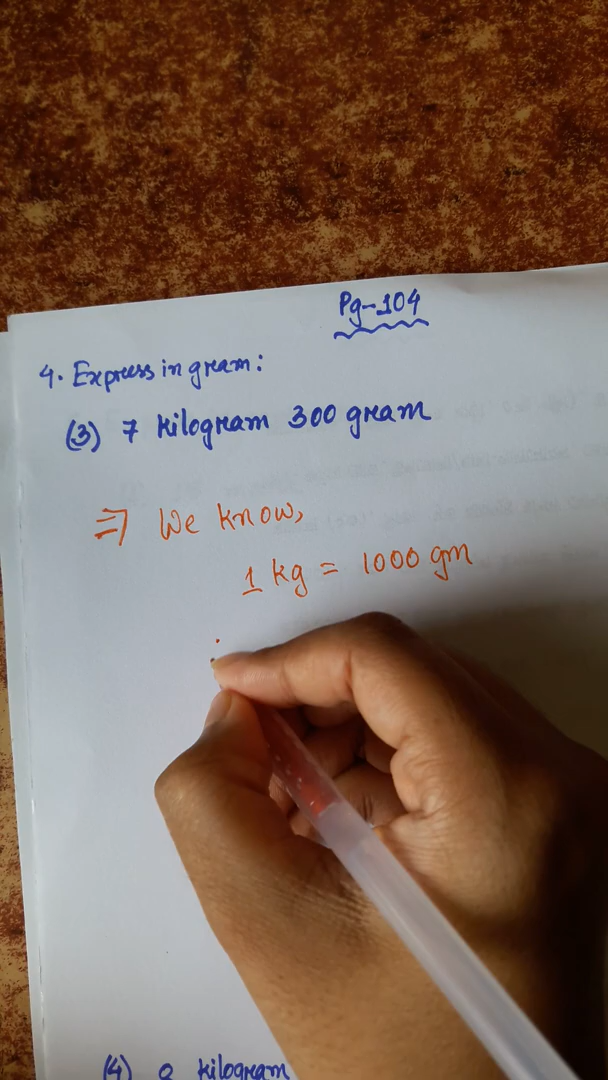 Pg-104
4. Express in gram:
(3) 7 kilogram 300 gram
⇒ We know,
1 kg = 1000 gm
(4) kilogram